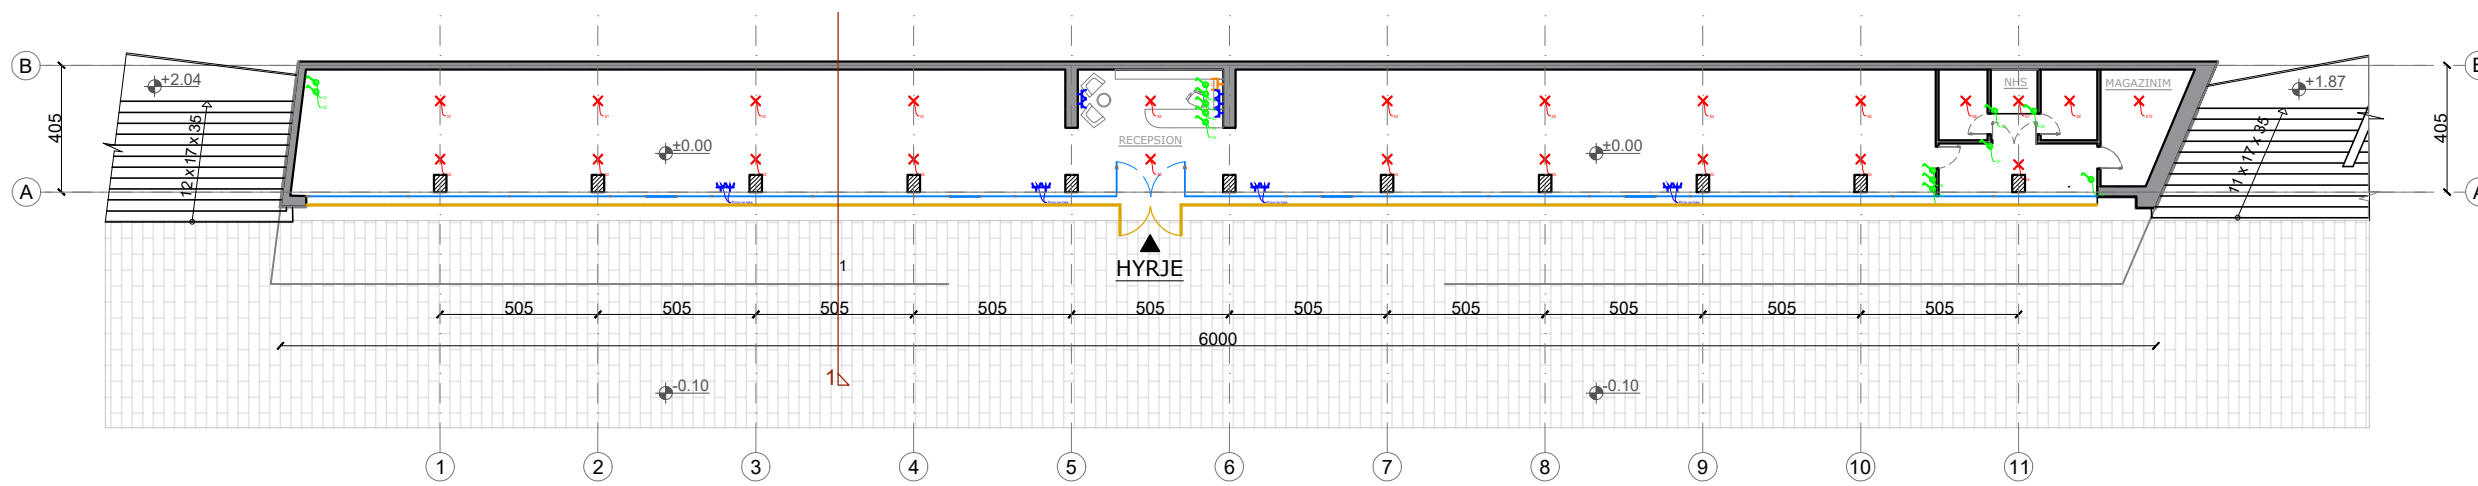 B
+2.04
NHS
MAGAZINIM
+1.87
405
12 x 17 x 35
±0.00
RECEPSION
±0.00
11 x 17 x 35
405
A
1
HYRJE
505 505 505 505 505 505 505 505 505 505
6000
1
-0.10
-0.10
1 2 3 4 5 6 7 8 9 10 11